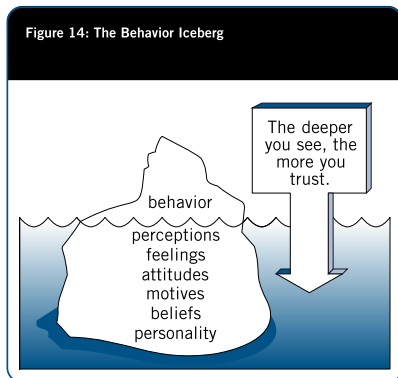 Figure 14: The Behavior Iceberg
The deeper
you see, the
more you
trust.
behavior
perceptions
feelings
attitudes
motives
beliefs
personality